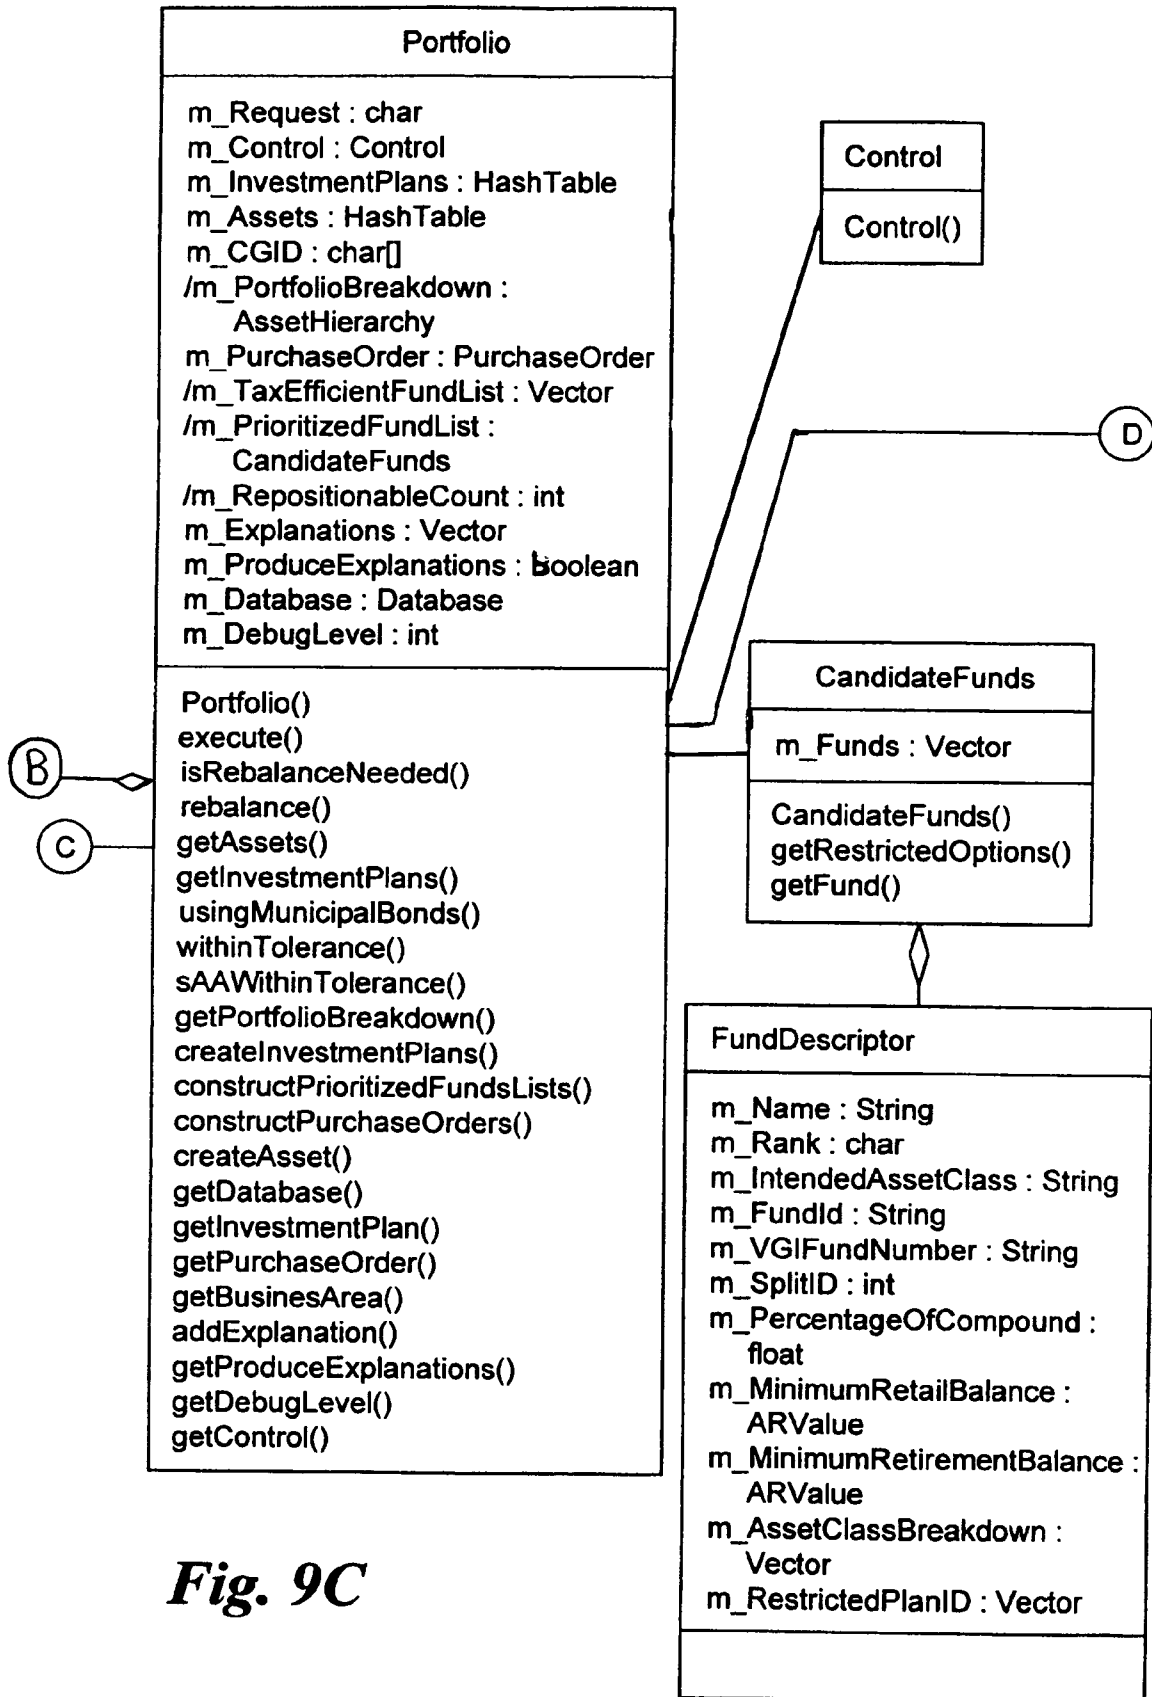 Portfolio
m_Request : char
m_Control : Control
m_InvestmentPlans : HashTable
m_Assets : HashTable
m_CGID : char[]
/m_PortfolioBreakdown :
AssetHierarchy
m_PurchaseOrder : PurchaseOrder
/m_TaxEfficientFundList : Vector
/m_PrioritizedFundList :
CandidateFunds
/m_RepositionableCount : int
m_Explanations : Vector
m_ProduceExplanations : Boolean
m_Database : Database
m_DebugLevel : int
Portfolio()
execute()
isRebalanceNeeded()
rebalance()
getAssets()
getInvestmentPlans()
usingMunicipalBonds()
withinTolerance()
sAAWithinTolerance()
getPortfolioBreakdown()
createInvestmentPlans()
constructPrioritizedFundsLists()
constructPurchaseOrders()
createAsset()
getDatabase()
getInvestmentPlan()
getPurchaseOrder()
getBusinesArea()
addExplanation()
getProduceExplanations()
getDebugLevel()
getControl()
B
C
Control
Control()
D
CandidateFunds
m_Funds : Vector
CandidateFunds()
getRestrictedOptions()
getFund()
FundDescriptor
m_Name : String
m_Rank : char
m_IntendedAssetClass : String
m_FundId : String
m_VGIFundNumber : String
m_SplitID : int
m_PercentageOfCompound :
float
m_MinimumRetailBalance :
ARValue
m_MinimumRetirementBalance :
ARValue
m_AssetClassBreakdown :
Vector
m_RestrictedPlanID : Vector
Fig. 9C